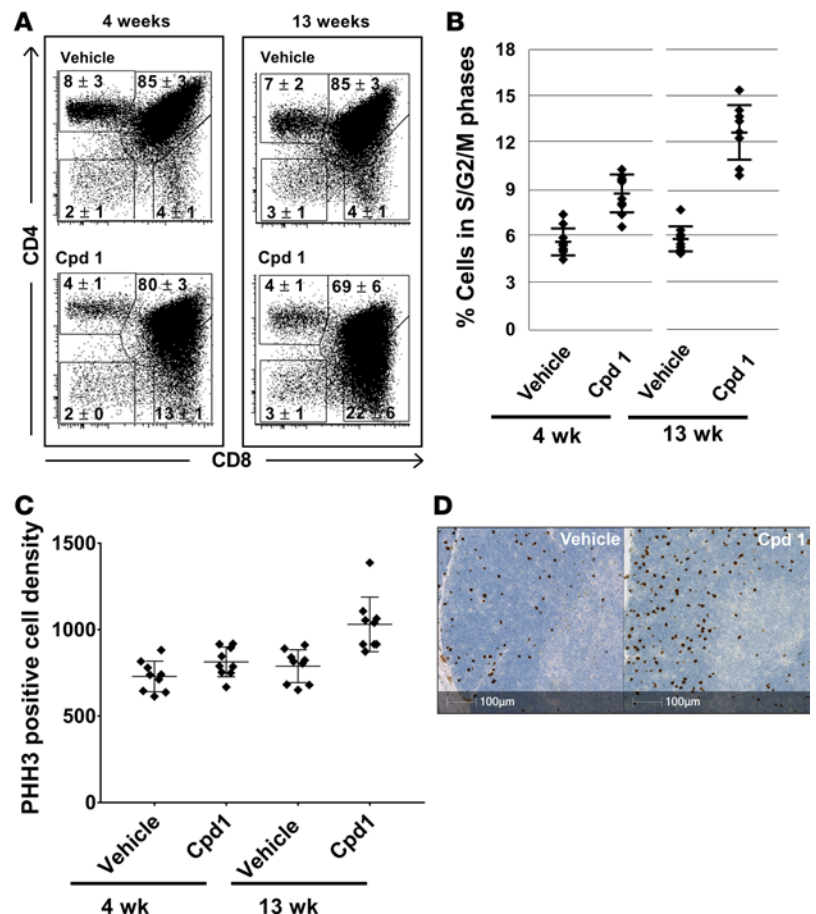 A
4 weeks
13 weeks
Vehicle
8 ± 3
85 ± 3
2 ± 1
4 ± 1
Vehicle
7 ± 2
85 ± 3
3 ± 1
4 ± 1
Cpd 1
4 ± 1
80 ± 3
2 ± 0
13 ± 1
Cpd 1
4 ± 1
69 ± 6
3 ± 1
22 ± 6
CD4
CD8
B
% Cells in S/G2/M phases
18
15
12
9
6
3
0
Vehicle
Cpd 1
Vehicle
Cpd 1
4 wk
13 wk
C
PHH3 positive cell density
1500
1000
500
0
Vehicle
Cpd1
Vehicle
Cpd1
4 wk
13 wk
D
Vehicle
Cpd 1
100µm
100µm